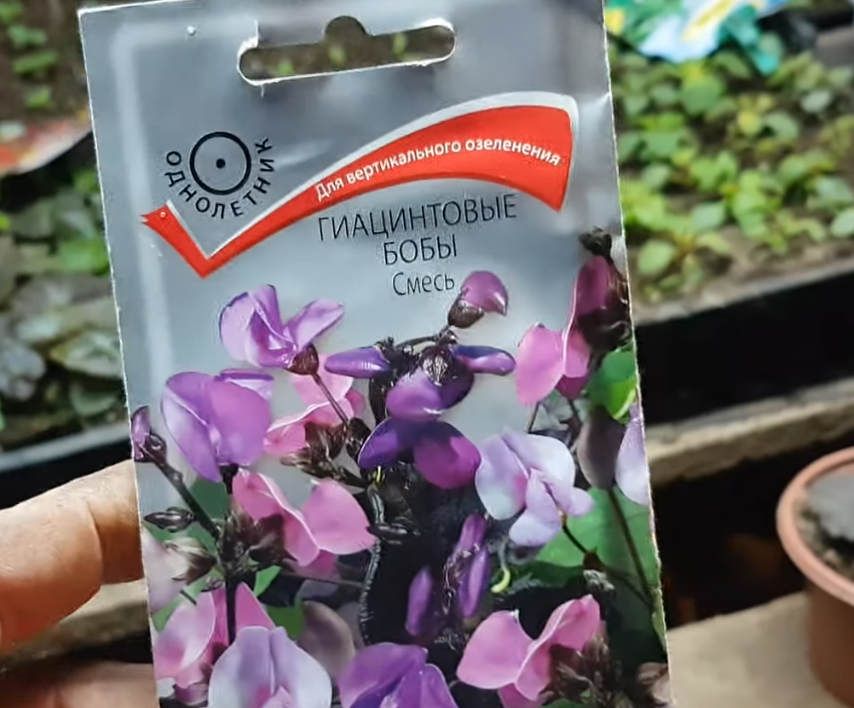 ОДНОЛЕТНИК
Для вертикального озеленения
ГИАЦИНТОВЫЕ
БОБЫ
Смесь